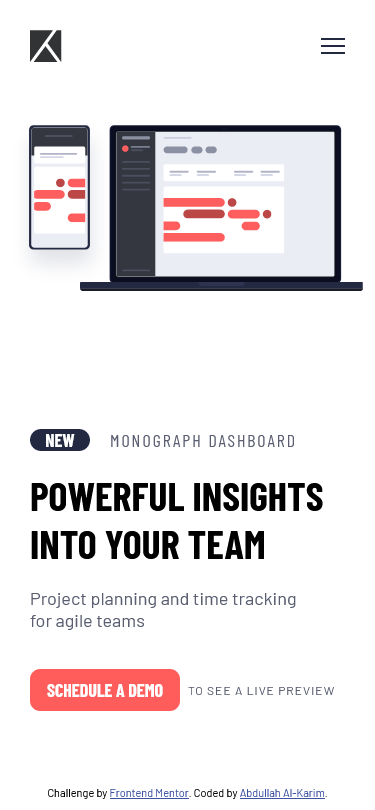 NEW MONOGRAPH DASHBOARD
POWERFUL INSIGHTS
INTO YOUR TEAM
Project planning and time tracking
for agile teams
SCHEDULE A DEMO TO SEE A LIVE PREVIEW
Challenge by Frontend Mentor. Coded by Abdullah Al-Karim.